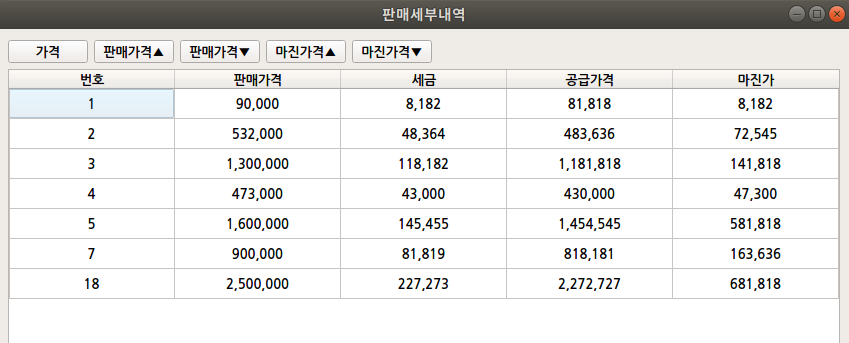 판매세부내역
가격 판매가격▲ 판매가격▼ 마진가격▲ 마진가격▼
번호 판매가격 세금 공급가격 마진가
1 90,000 8,182 81,818 8,182
2 532,000 48,364 483,636 72,545
3 1,300,000 118,182 1,181,818 141,818
4 473,000 43,000 430,000 47,300
5 1,600,000 145,455 1,454,545 581,818
7 900,000 81,819 818,181 163,636
18 2,500,000 227,273 2,272,727 681,818